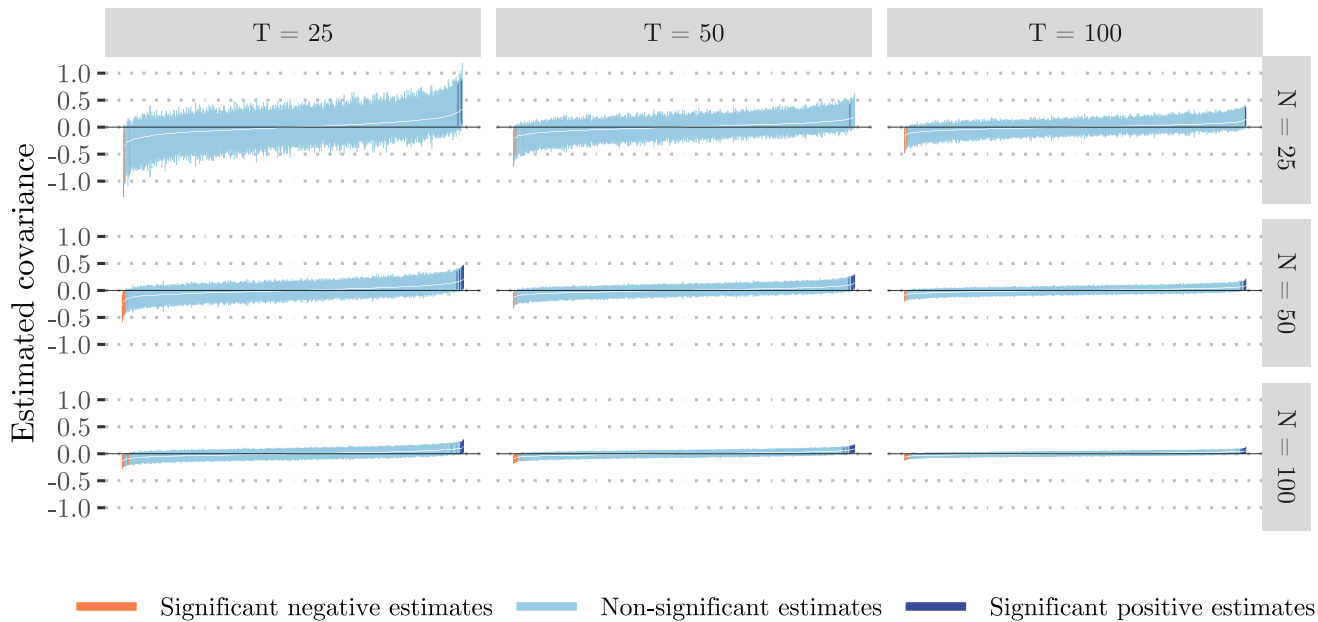 T = 25
T = 50
T = 100
Estimated covariance
1.0
0.5
0.0
-0.5
-1.0
N = 25
1.0
0.5
0.0
-0.5
-1.0
N = 50
1.0
0.5
0.0
-0.5
-1.0
N = 100
Significant negative estimates
Non-significant estimates
Significant positive estimates